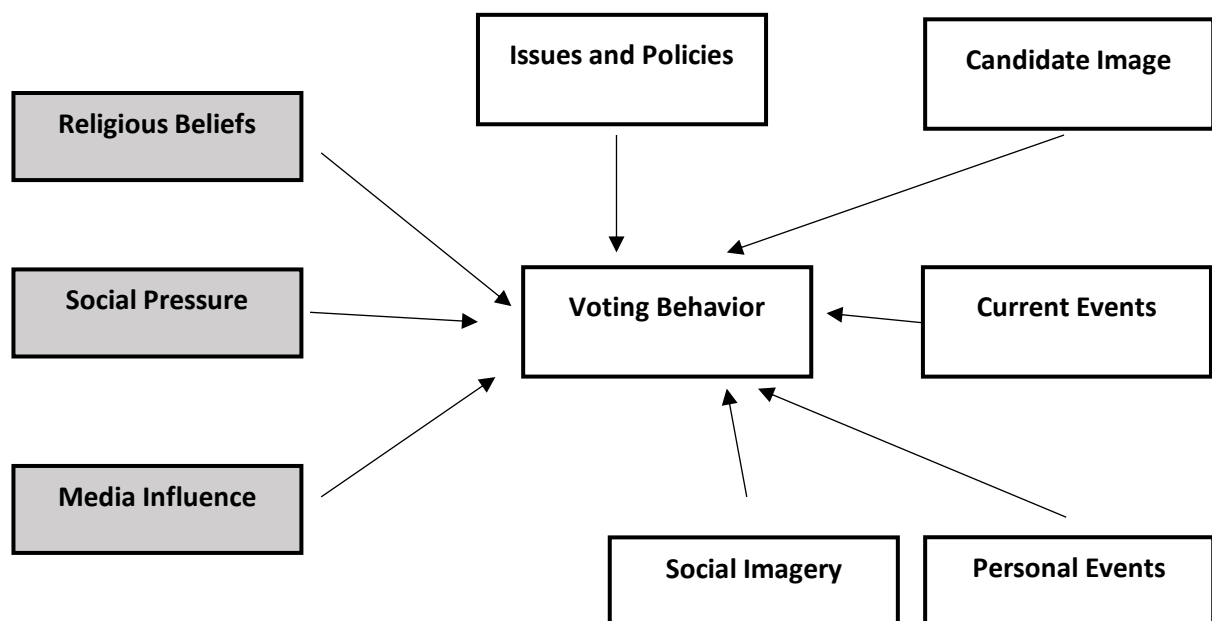 Issues and Policies
Candidate Image
Religious Beliefs
Social Pressure
Voting Behavior
Current Events
Media Influence
Social Imagery
Personal Events